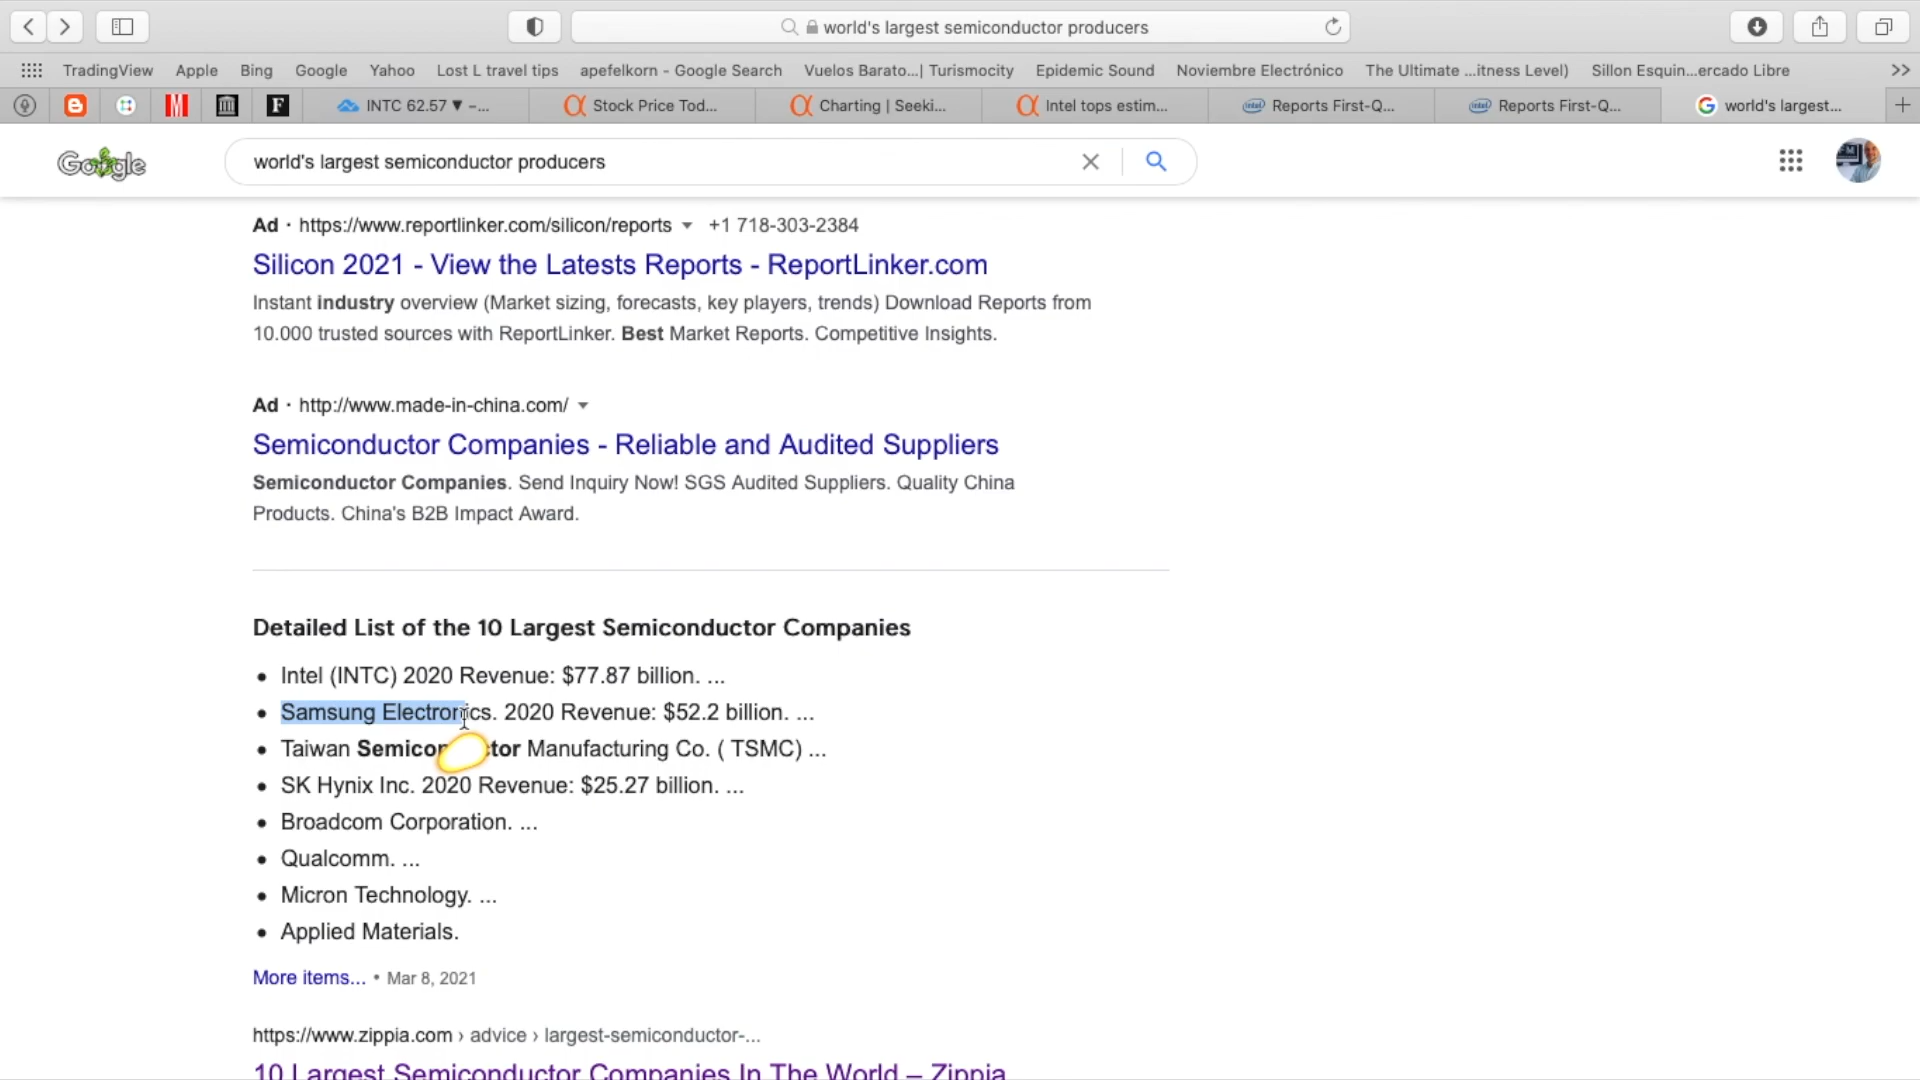 world's largest semiconductor producers
TradingView Apple Bing Google Yahoo Lost L travel tips apefelkorn - Google Search Vuelos Barato...| Turismocity Epidemic Sound Noviembre Electrónico The Ultimate ...itness Level) Sillon Esquin...ercado Libre
INTC 62.57 ▼ –... Stock Price Tod... Charting | Seeki... Intel tops estim... Reports First-Q... Reports First-Q... world's largest...
Google world's largest semiconductor producers
Ad · https://www.reportlinker.com/silicon/reports +1 718-303-2384
Silicon 2021 - View the Latests Reports - ReportLinker.com
Instant industry overview (Market sizing, forecasts, key players, trends) Download Reports from
10.000 trusted sources with ReportLinker. Best Market Reports. Competitive Insights.
Ad · http://www.made-in-china.com/
Semiconductor Companies - Reliable and Audited Suppliers
Semiconductor Companies. Send Inquiry Now! SGS Audited Suppliers. Quality China
Products. China's B2B Impact Award.
Detailed List of the 10 Largest Semiconductor Companies
Intel (INTC) 2020 Revenue: $77.87 billion. ...
Samsung Electronics. 2020 Revenue: $52.2 billion. ...
Taiwan Semiconductor Manufacturing Co. ( TSMC) ...
SK Hynix Inc. 2020 Revenue: $25.27 billion. ...
Broadcom Corporation. ...
Qualcomm. ...
Micron Technology. ...
Applied Materials.
More items... • Mar 8, 2021
https://www.zippia.com › advice › largest-semiconductor-...
10 Largest Semiconductor Companies In The World – Zippia